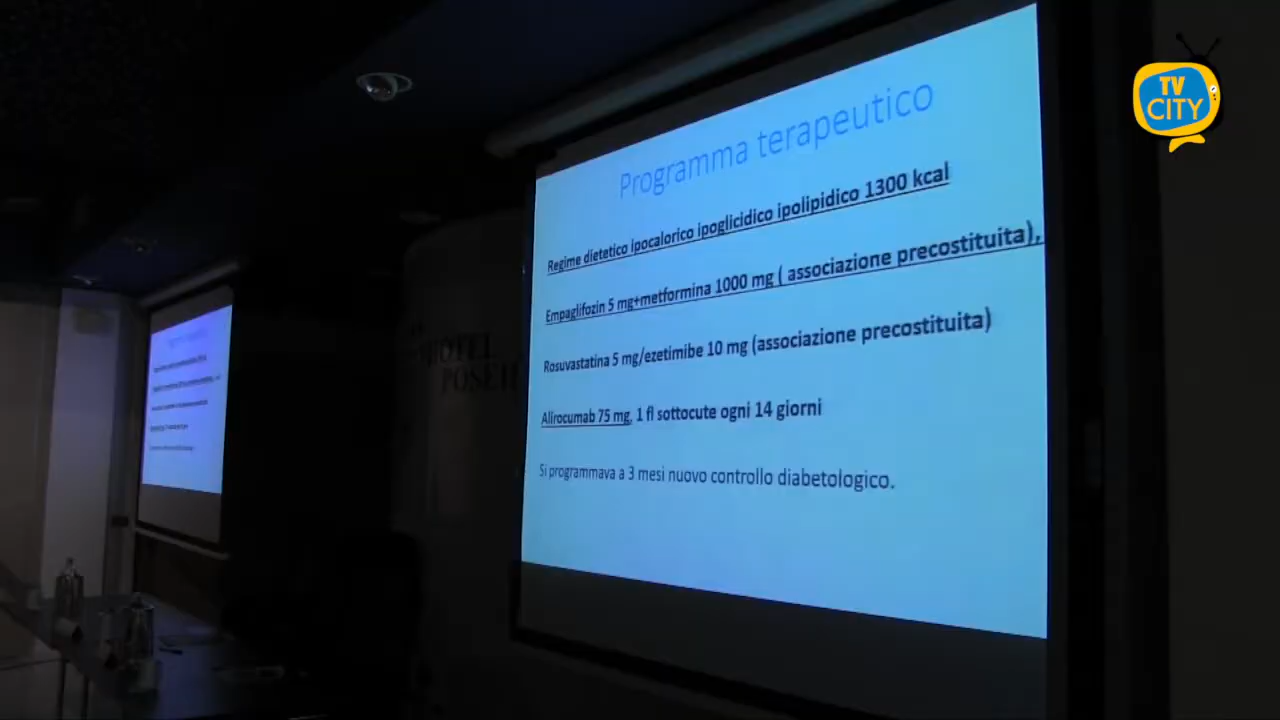 TV
CITY
Programma terapeutico
Regime dietetico ipocalorico ipoglicidico ipolipidico 1300 kcal
Empaglifozin 5 mg+metformina 1000 mg ( associazione precostituita),
Rosuvastatina 5 mg/ezetimibe 10 mg (associazione precostituita)
Alirocumab 75 mg, 1 fl sottocute ogni 14 giorni
Si programmava a 3 mesi nuovo controllo diabetologico.
HOTEL